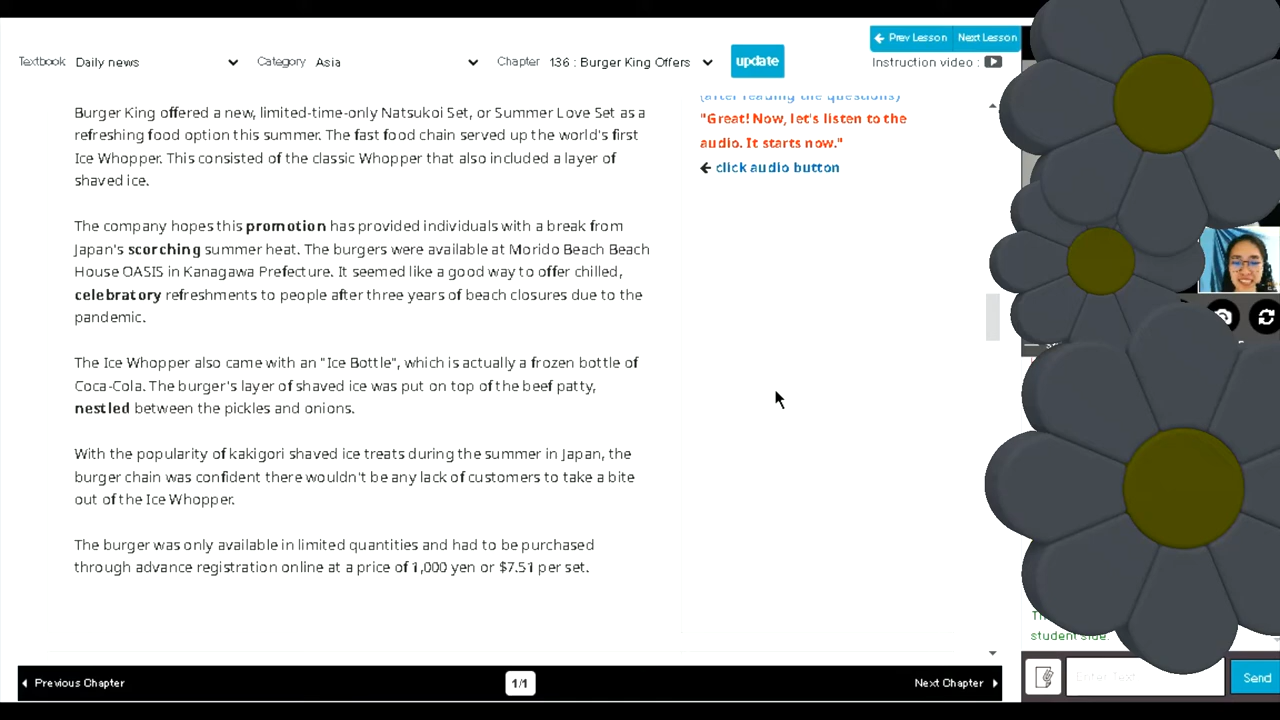 Prev Lesson Next Lesson
Textbook Daily news Category Asia Chapter 136 : Burger King Offers update Instruction video :
Burger King offered a new, limited-time-only Natsukoi Set, or Summer Love Set as a
refreshing food option this summer. The fast food chain served up the world's first
Ice Whopper. This consisted of the classic Whopper that also included a layer of
shaved ice.
The company hopes this promotion has provided individuals with a break from
Japan's scorching summer heat. The burgers were available at Morido Beach Beach
House OASIS in Kanagawa Prefecture. It seemed like a good way to offer chilled,
celebratory refreshments to people after three years of beach closures due to the
pandemic.
The Ice Whopper also came with an "Ice Bottle", which is actually a frozen bottle of
Coca-Cola. The burger's layer of shaved ice was put on top of the beef patty,
nestled between the pickles and onions.
With the popularity of kakigori shaved ice treats during the summer in Japan, the
burger chain was confident there wouldn't be any lack of customers to take a bite
out of the Ice Whopper.
The burger was only available in limited quantities and had to be purchased
through advance registration online at a price of 1,000 yen or $7.51 per set.
(after reading the questions)
"Great! Now, let's listen to the
audio. It starts now."
click audio button
student side.
Enter Text Send
Previous Chapter 1/1 Next Chapter